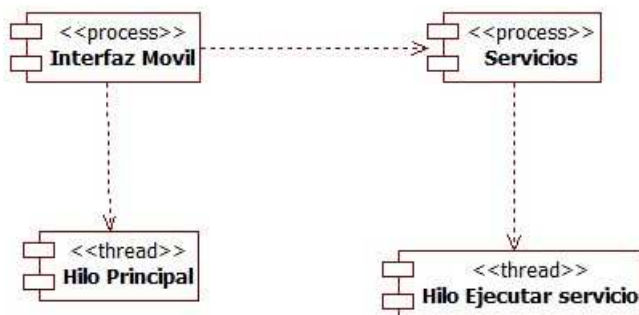 <<process>>
Interfaz Movil
<<process>>
Servicios
<<thread>>
Hilo Principal
<<thread>>
Hilo Ejecutar servicio